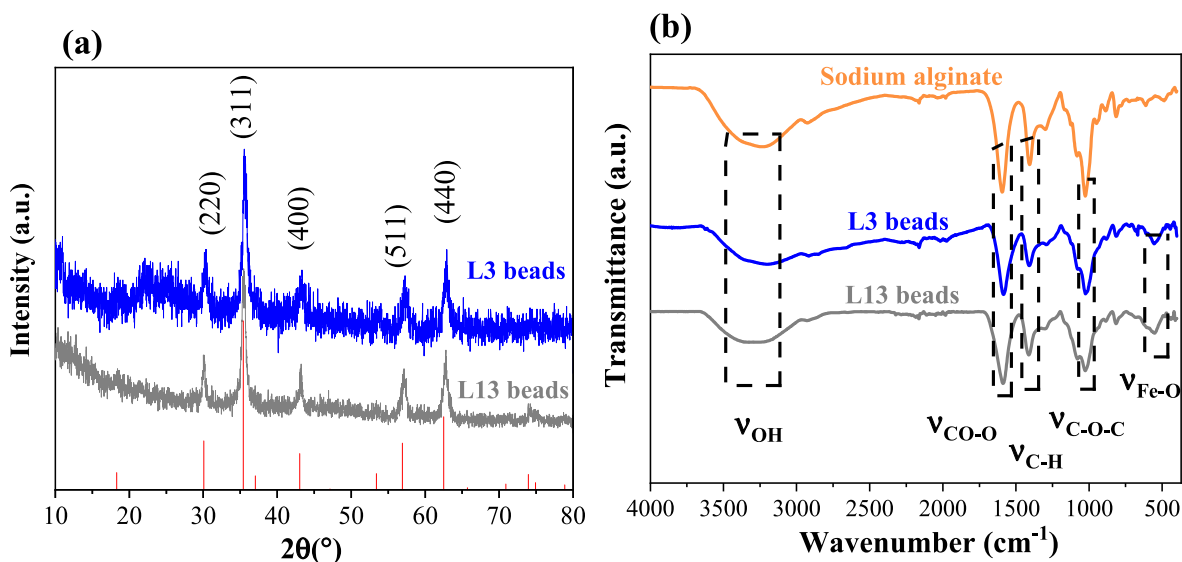 (a)
Intensity (a.u.)
(220)
(311)
(400)
(511)
(440)
L3 beads
L13 beads
10 20 30 40 50 60 70 80
2θ(°)
(b)
Transmittance (a.u.)
Sodium alginate
L3 beads
L13 beads
νOH
νCO-O
νC-H
νC-O-C
νFe-O
4000 3500 3000 2500 2000 1500 1000 500
Wavenumber (cm⁻¹)